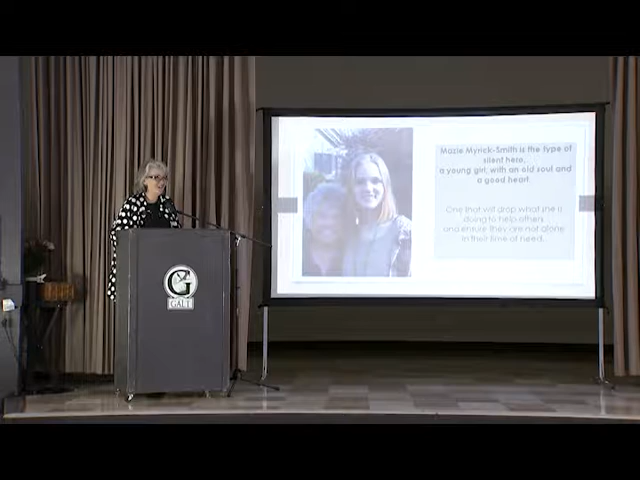 Mazie Myrick-Smith is the type of
silent hero,
a young girl, with an old soul and
a good heart.
One that will drop what she is
doing to help others
and ensure they are not alone
in their time of need.
G
GALT